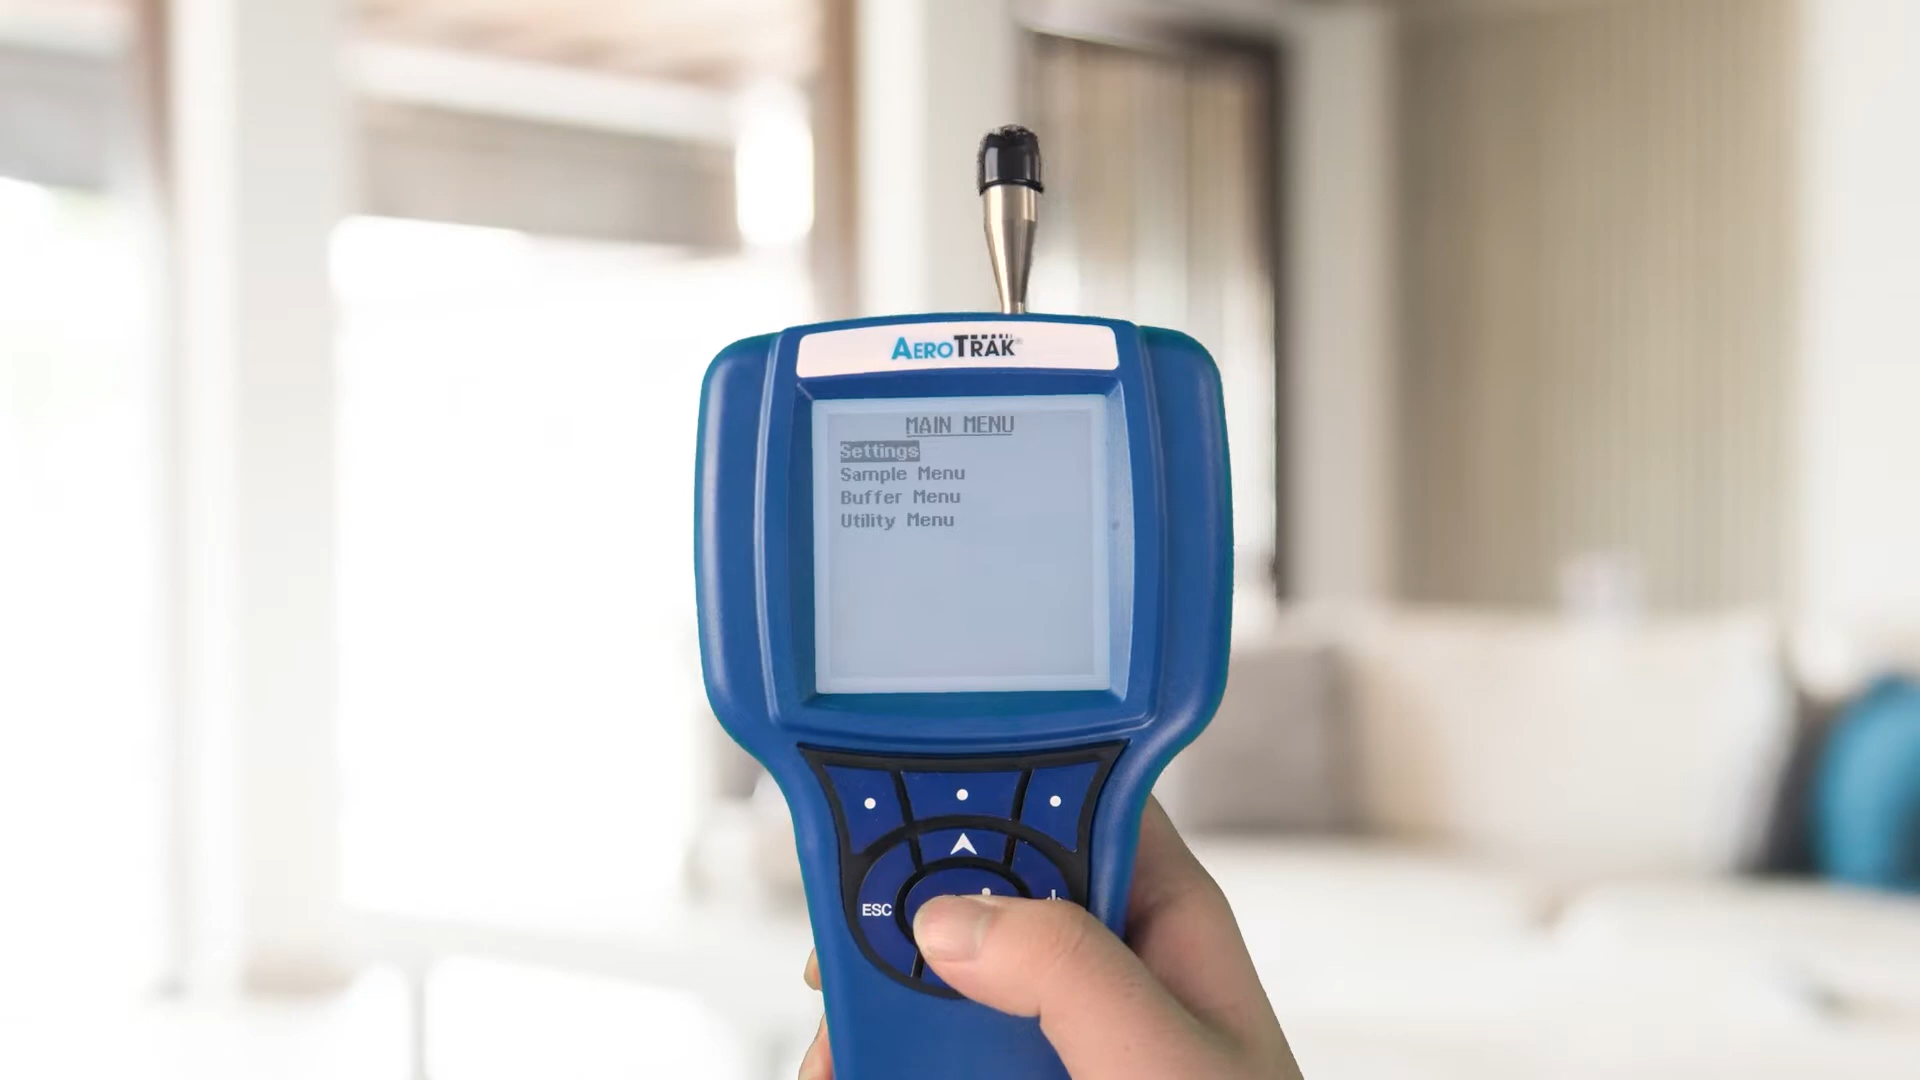 AEROTRAK®
MAIN MENU
Settings
Sample Menu
Buffer Menu
Utility Menu
ESC